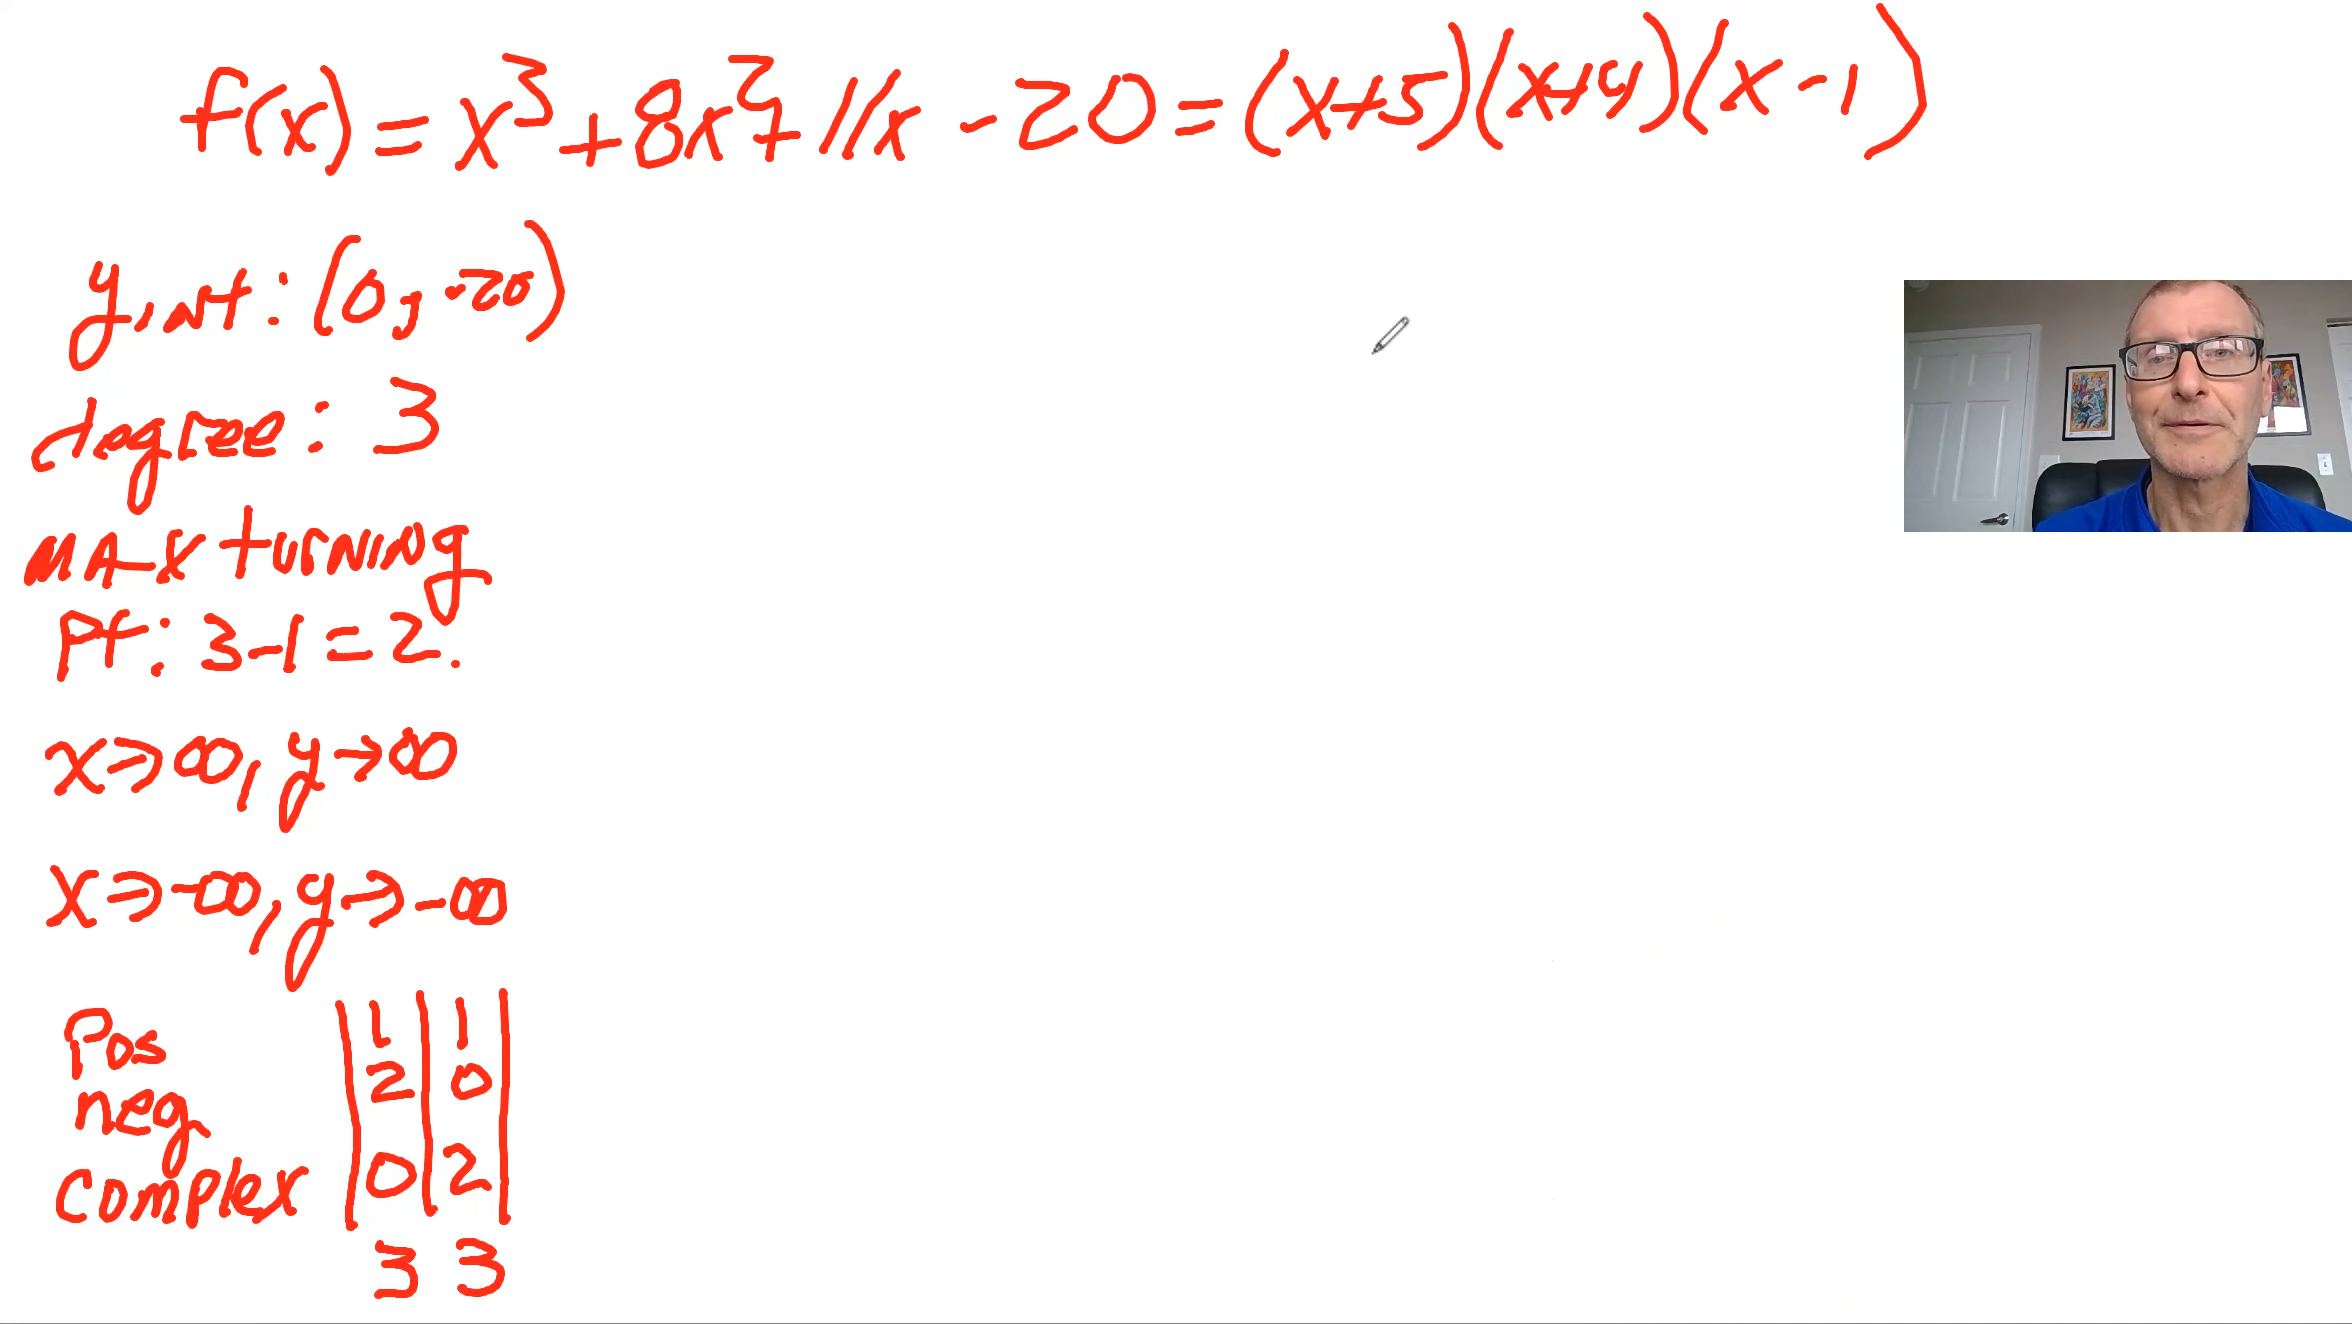 f(x) = x³ + 8x² + 11x - 20 = (x+5)(x+4)(x-1)
y int: (0, -20)
degree: 3
MAX turning
Pt: 3-1=2.
x→∞, y→∞
x→-∞, y→-∞
Pos | 1 | 1 |
neg. | 2 | 0 |
complex | 0 | 2 |
3 3